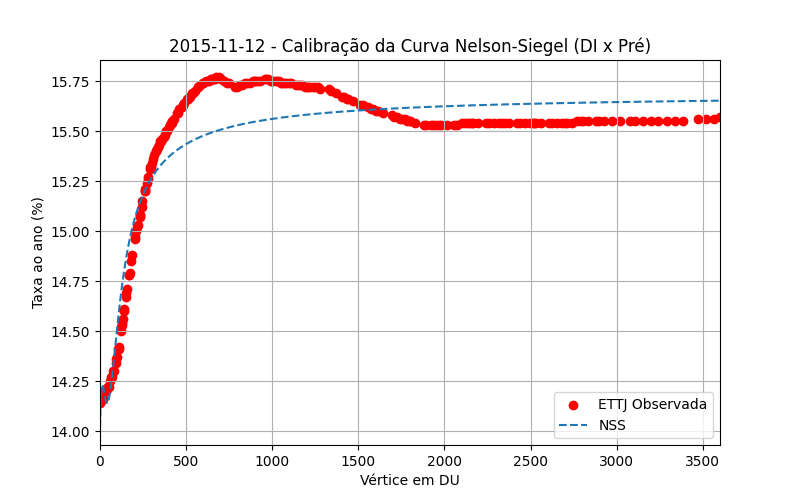 2015-11-12 - Calibração da Curva Nelson-Siegel (DI x Pré)
Taxa ao ano (%)
15.75
15.50
15.25
15.00
14.75
14.50
14.25
14.00
0 500 1000 1500 2000 2500 3000 3500
Vértice em DU
ETTJ Observada
NSS